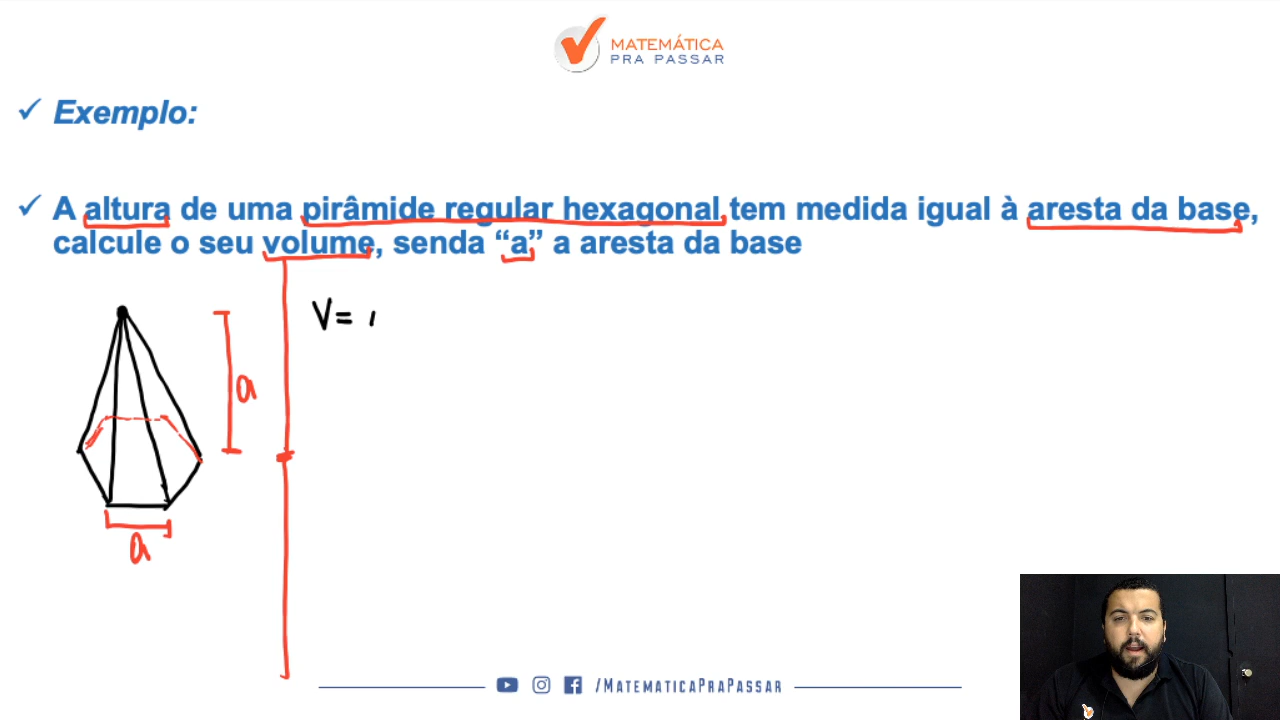 MATEMÁTICA
PRA PASSAR
Exemplo:
A altura de uma pirâmide regular hexagonal tem medida igual à aresta da base,
calcule o seu volume, senda “a” a aresta da base
a
V=
a
/MATEMATICAPRAPASSAR